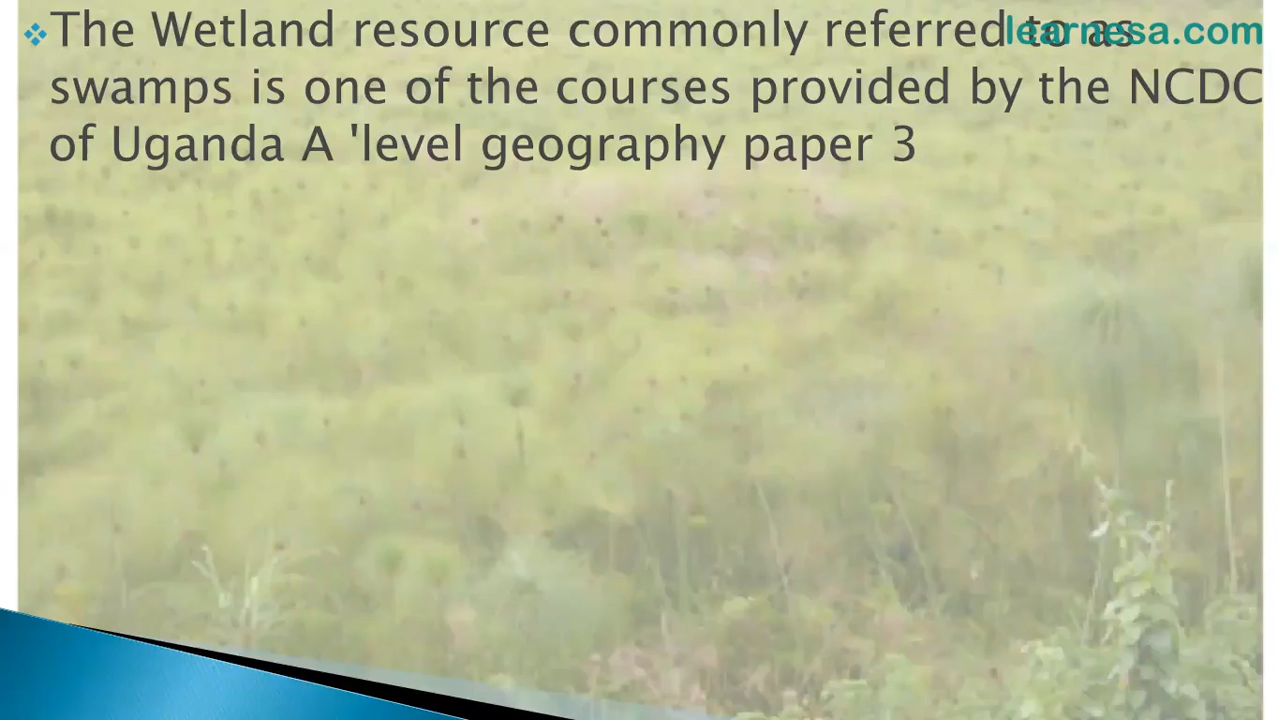 The Wetland resource commonly referred to as
learnesa.com
swamps is one of the courses provided by the NCDC
of Uganda A 'level geography paper 3